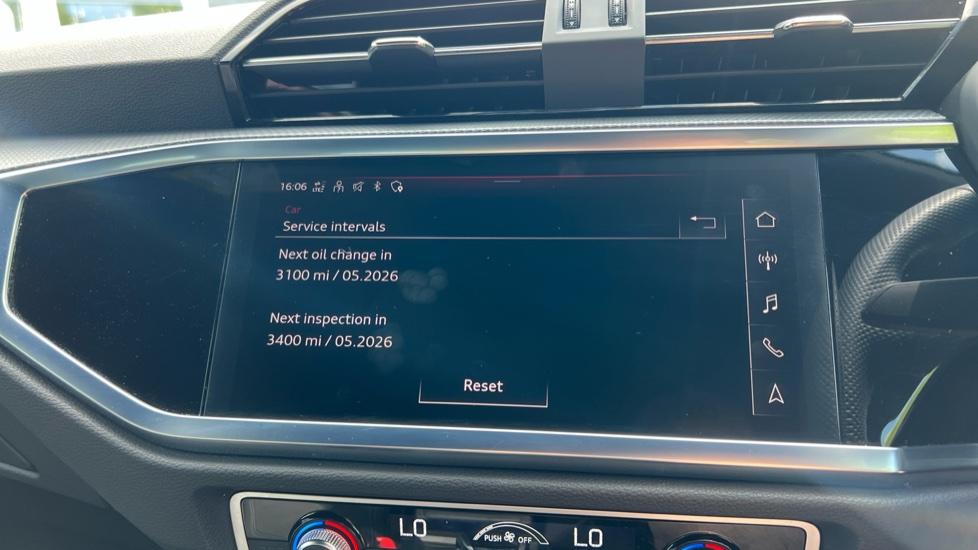 16:06 LTE
Car
Service intervals
Next oil change in
3100 mi / 05.2026
Next inspection in
3400 mi / 05.2026
Reset
LO PUSH OFF LO